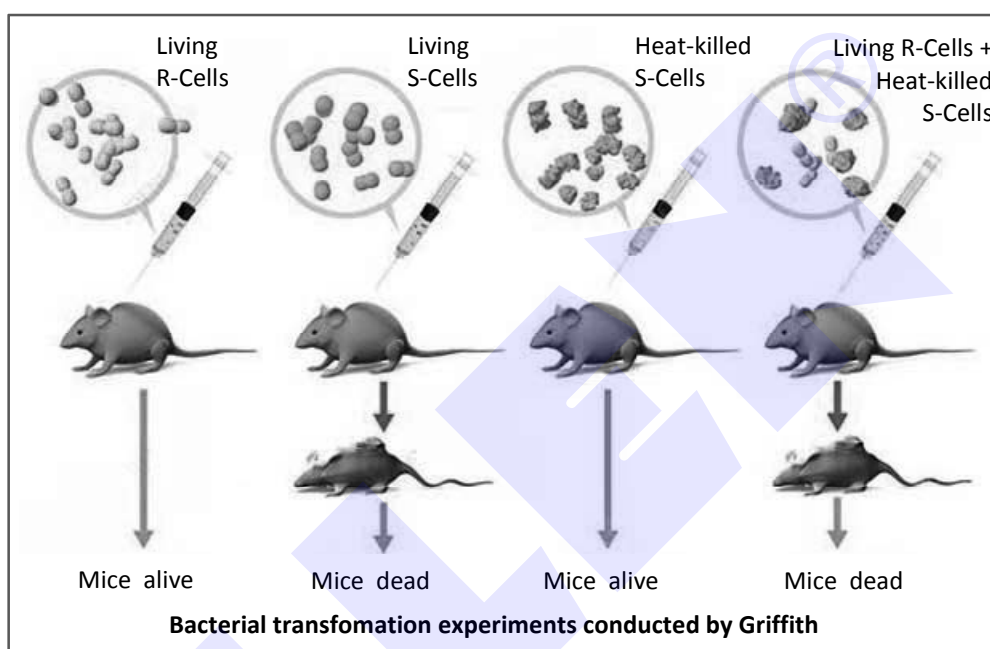 Living
R-Cells
Living
S-Cells
Heat-killed
S-Cells
Living R-Cells +
Heat-killed
S-Cells
®
Mice alive
Mice dead
Mice alive
Mice dead
Bacterial transfomation experiments conducted by Griffith